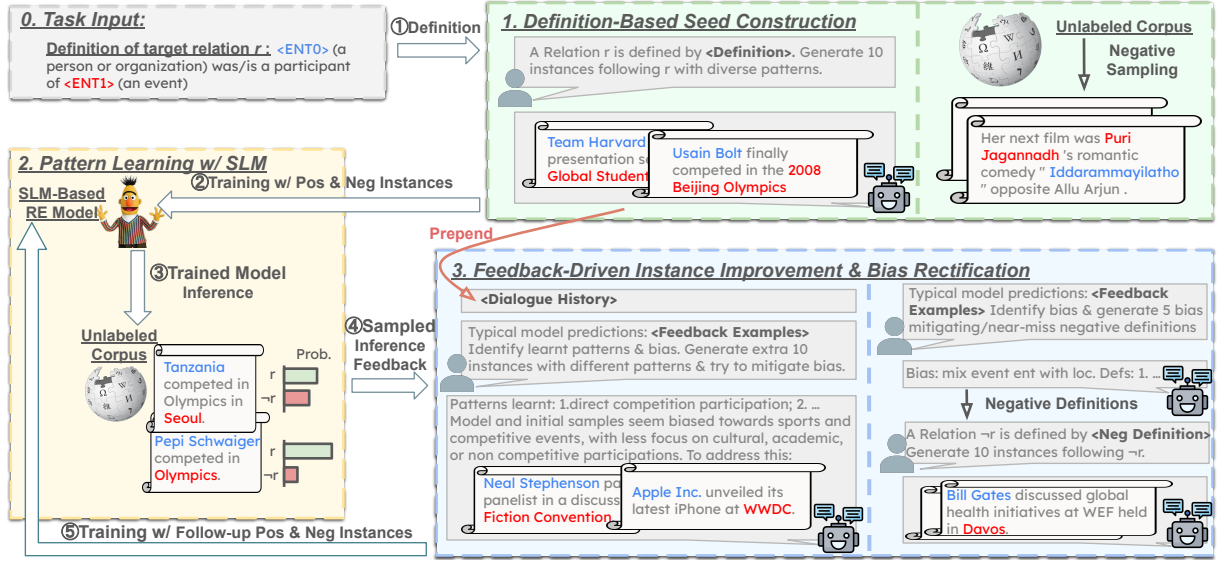 0. Task Input:
Definition of target relation r : <ENT0> (a
person or organization) was/is a participant
of <ENT1> (an event)
①Definition
1. Definition-Based Seed Construction
A Relation r is defined by <Definition>. Generate 10
instances following r with diverse patterns.
Team Harvard
presentation se
Global Student
Usain Bolt finally
competed in the 2008
Beijing Olympics
Unlabeled Corpus
Negative
Sampling
Her next film was Puri
Jagannadh 's romantic
comedy " Iddarammayilatho
" opposite Allu Arjun .
2. Pattern Learning w/ SLM
②Training w/ Pos & Neg Instances
SLM-Based
RE Model
③Trained Model
Inference
Unlabeled
Corpus
Prob.
Tanzania
competed in
Olympics in
Seoul.
r
¬r
Pepi Schwaiger
competed in
Olympics.
r
¬r
④Sampled
Inference
Feedback
⑤Training w/ Follow-up Pos & Neg Instances
Prepend
3. Feedback-Driven Instance Improvement & Bias Rectification
<Dialogue History>
Typical model predictions: <Feedback Examples>
Identify learnt patterns & bias. Generate extra 10
instances with different patterns & try to mitigate bias.
Patterns learnt: 1.direct competition participation; 2. ...
Model and initial samples seem biased towards sports and
competitive events, with less focus on cultural, academic,
or non competitive participations. To address this:
Neal Stephenson pa
panelist in a discuss
Fiction Convention
Apple Inc. unveiled its
latest iPhone at WWDC.
Typical model predictions: <Feedback
Examples> Identify bias & generate 5 bias
mitigating/near-miss negative definitions
Bias: mix event ent with loc. Defs: 1. ...
Negative Definitions
A Relation ¬r is defined by <Neg Definition>
Generate 10 instances following ¬r.
Bill Gates discussed global
health initiatives at WEF held
in Davos.